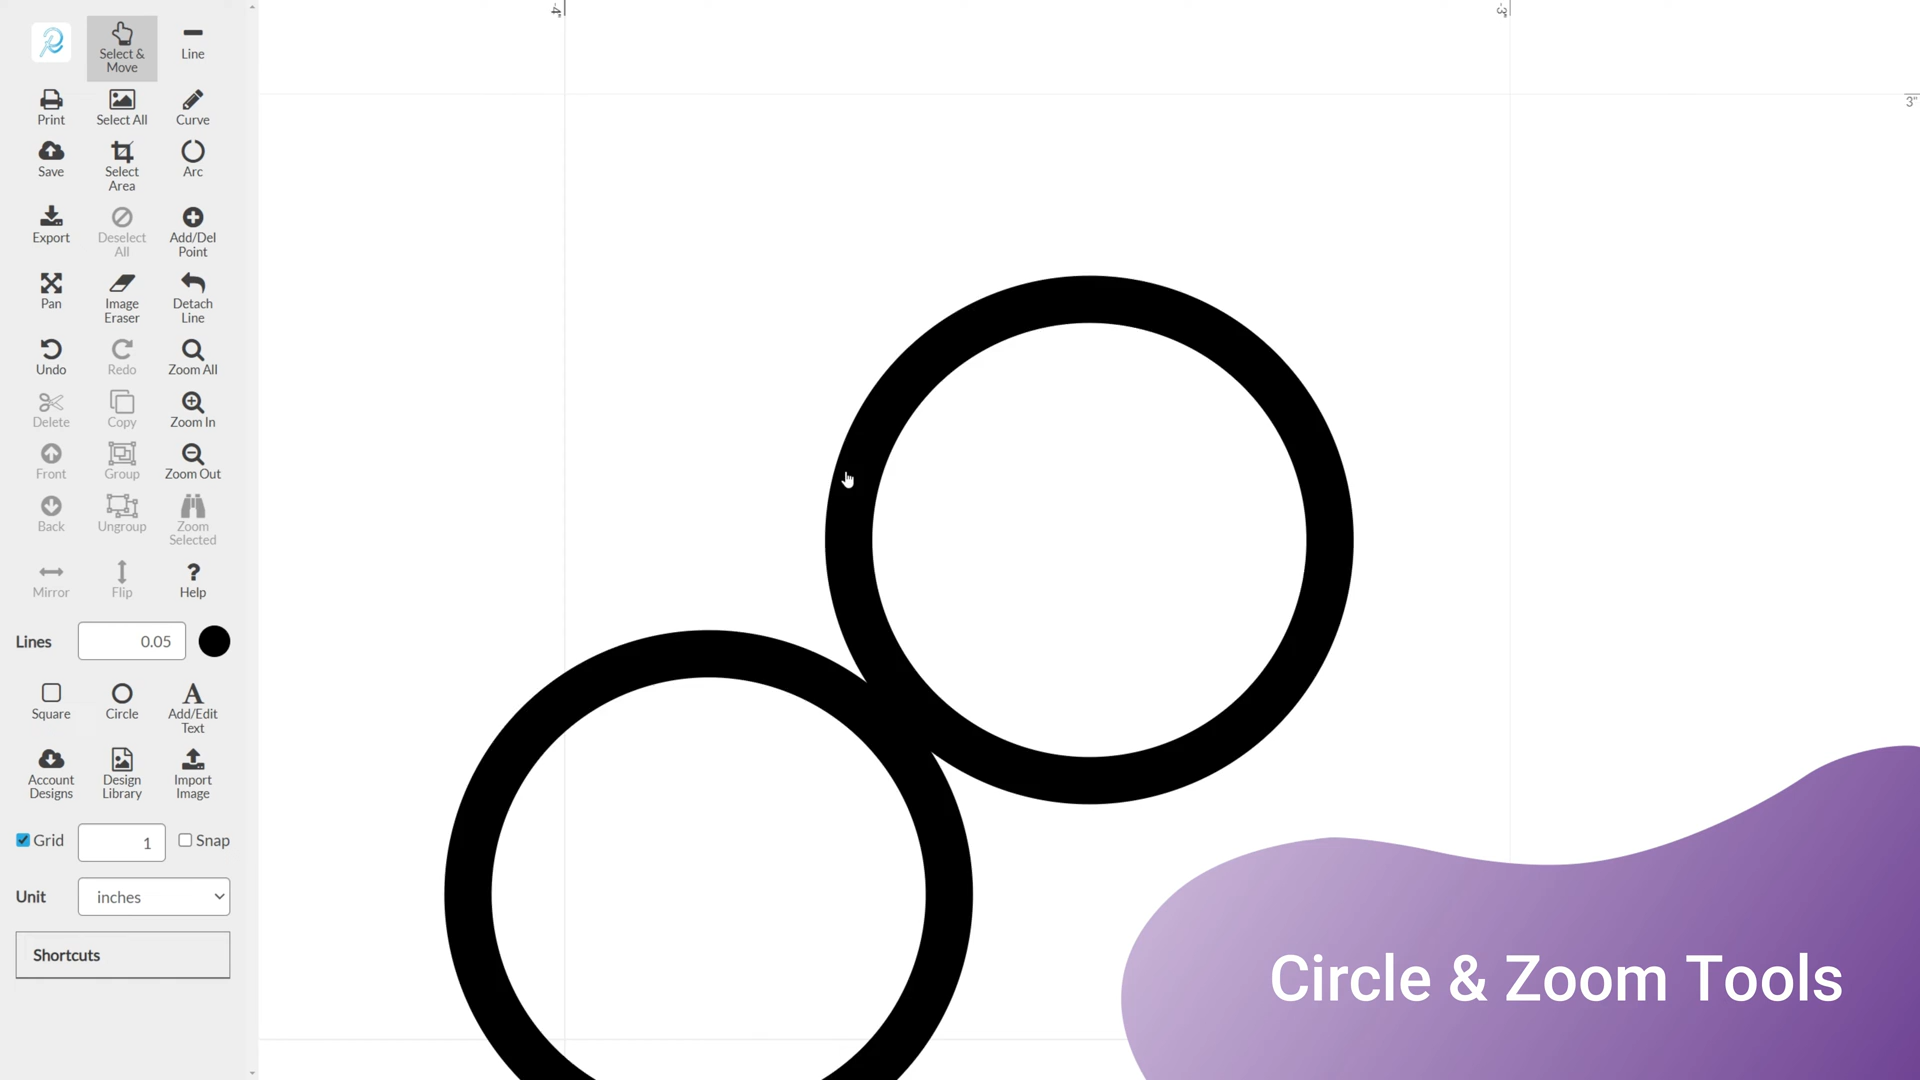 -4"
-3"
3"
Select &
Move
Line
Print
Select All
Curve
Save
Select
Area
Arc
Export
Deselect
All
Add/Del
Point
Pan
Image
Eraser
Detach
Line
Undo
Redo
Zoom All
Delete
Copy
Zoom In
Front
Group
Zoom Out
Back
Ungroup
Zoom
Selected
Mirror
Flip
? Help
Lines 0.05
Square
Circle
A Add/Edit
Text
Account
Designs
Design
Library
Import
Image
Grid 1 Snap
Unit inches
Shortcuts
Circle & Zoom Tools